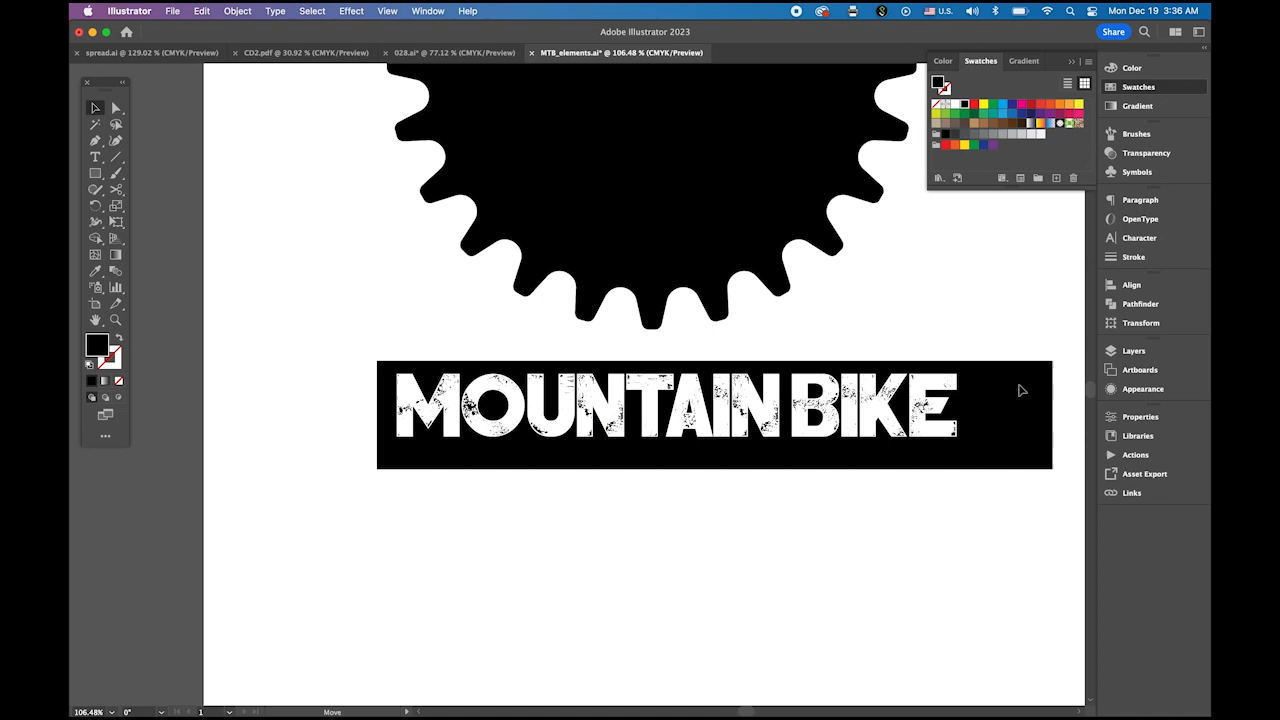 Illustrator File Edit Object Type Select Effect View Window Help U.S. Mon Dec 19 3:36 AM
Adobe Illustrator 2023
Share
× spread.ai @ 129.02 % (CMYK/Preview) × CD2.pdf @ 30.92 % (CMYK/Preview) × 028.ai* @ 77.12 % (CMYK/Preview) × MTB_elements.ai* @ 106.48 % (CMYK/Preview)
Color Swatches Gradient
Color
Swatches
Gradient
Brushes
Transparency
Symbols
Paragraph
OpenType
Character
Stroke
Align
Pathfinder
Transform
Layers
Artboards
Appearance
Properties
Libraries
Actions
Asset Export
Links
MOUNTAIN BIKE
106.48% 0° 1 Move